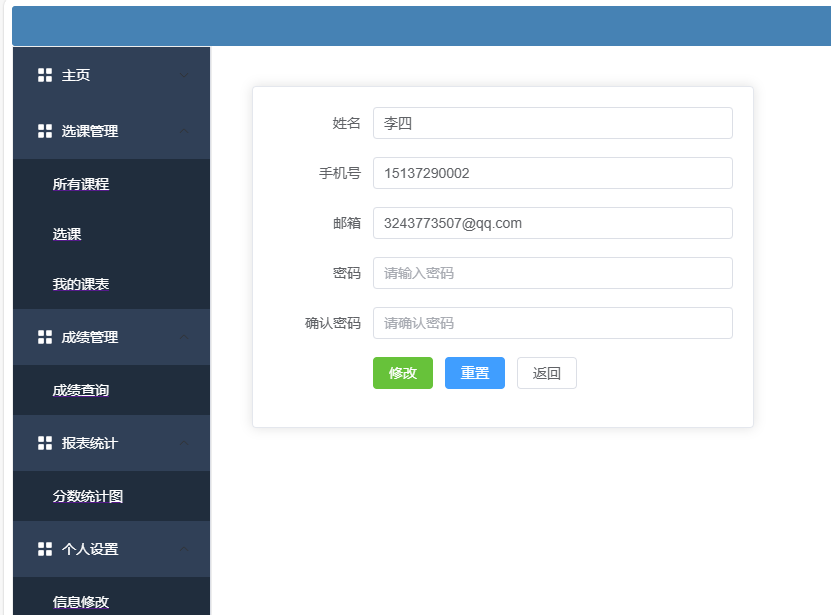 主页
选课管理
所有课程
选课
我的课表
成绩管理
成绩查询
报表统计
分数统计图
个人设置
信息修改
姓名 李四
手机号 15137290002
邮箱 3243773507@qq.com
密码 请输入密码
确认密码 请确认密码
修改 重置 返回